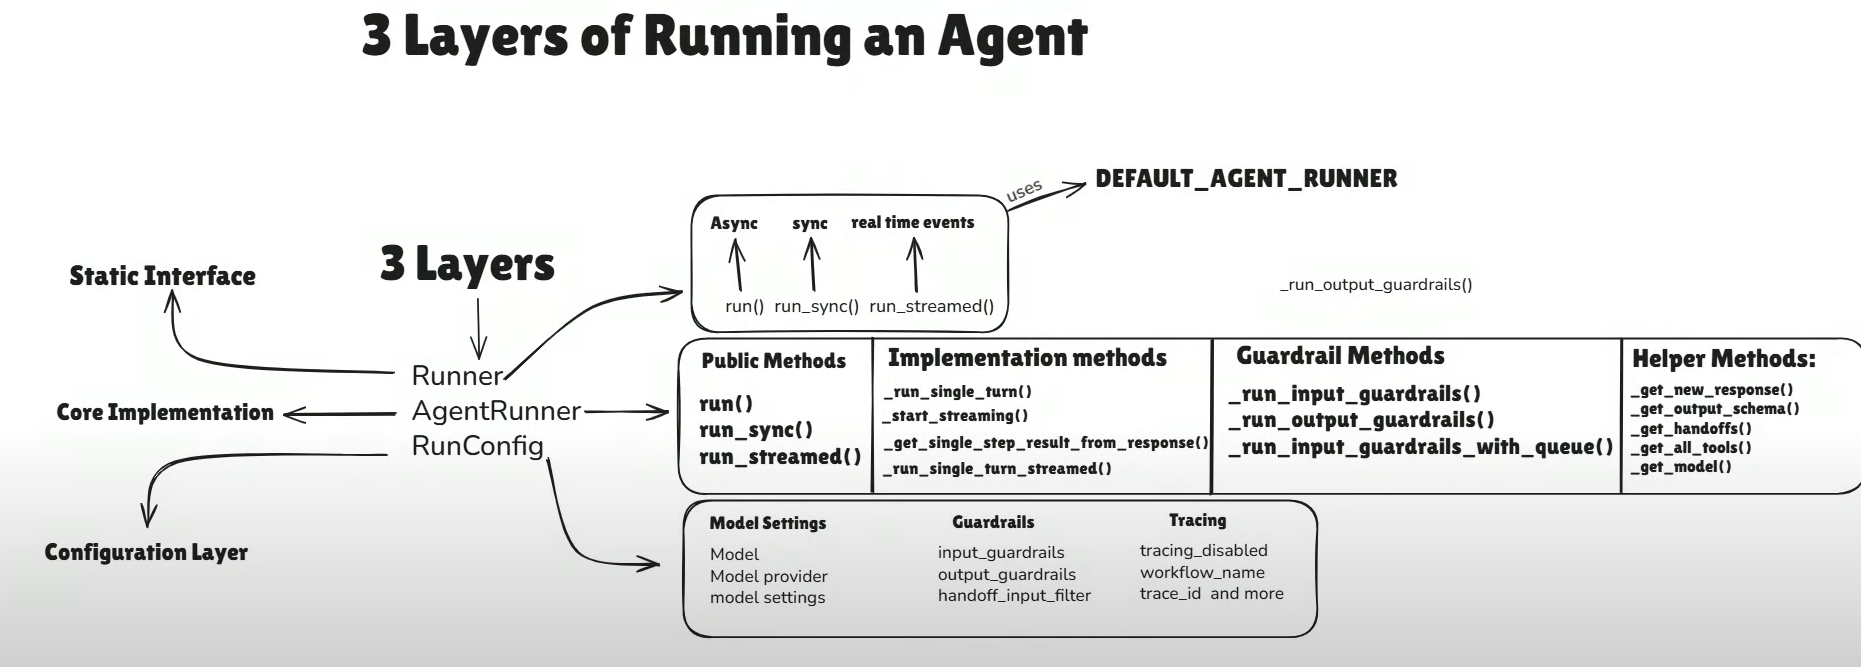 3 Layers of Running an Agent
uses
DEFAULT_AGENT_RUNNER
Async sync real time events
run() run_sync() run_streamed()
_run_output_guardrails()
3 Layers
Static Interface
Core Implementation
Configuration Layer
Runner
AgentRunner
RunConfig
Public Methods
run()
run_sync()
run_streamed()
Implementation methods
_run_single_turn()
_start_streaming()
_get_single_step_result_from_response()
_run_single_turn_streamed()
Guardrail Methods
_run_input_guardrails()
_run_output_guardrails()
_run_input_guardrails_with_queue()
Helper Methods:
_get_new_response()
_get_output_schema()
_get_handoffs()
_get_all_tools()
_get_model()
Model Settings
Model
Model provider
model settings
Guardrails
input_guardrails
output_guardrails
handoff_input_filter
Tracing
tracing_disabled
workflow_name
trace_id and more